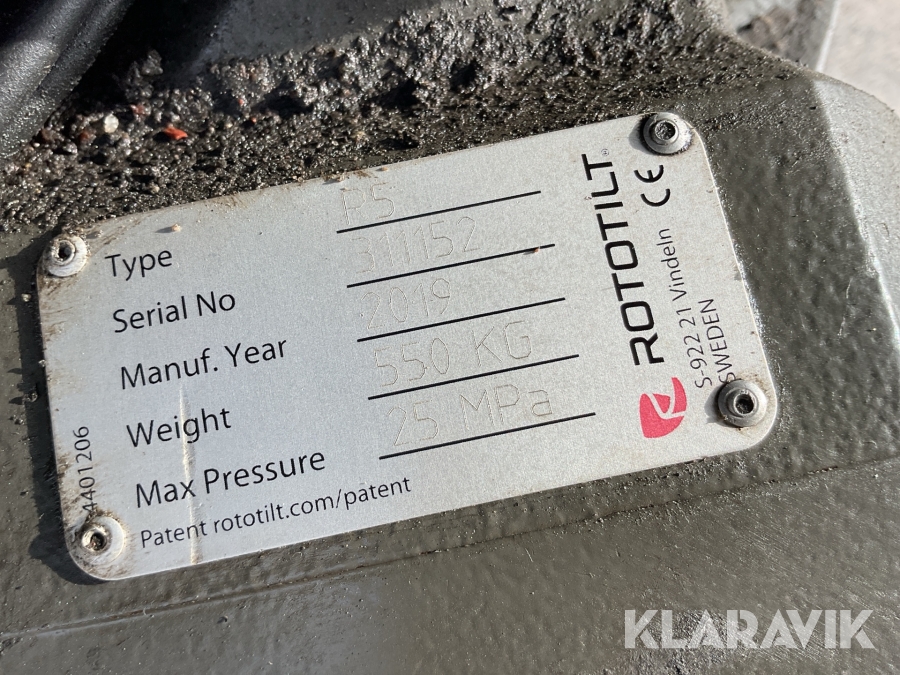 Type P5
Serial No 311152
Manuf. Year 2019
Weight 550 KG
Max Pressure 25 MPa
Patent rototilt.com/patent
4401206
ROTOTILT®
CE
S-922 21 Vindeln
SWEDEN
KLARAVIK